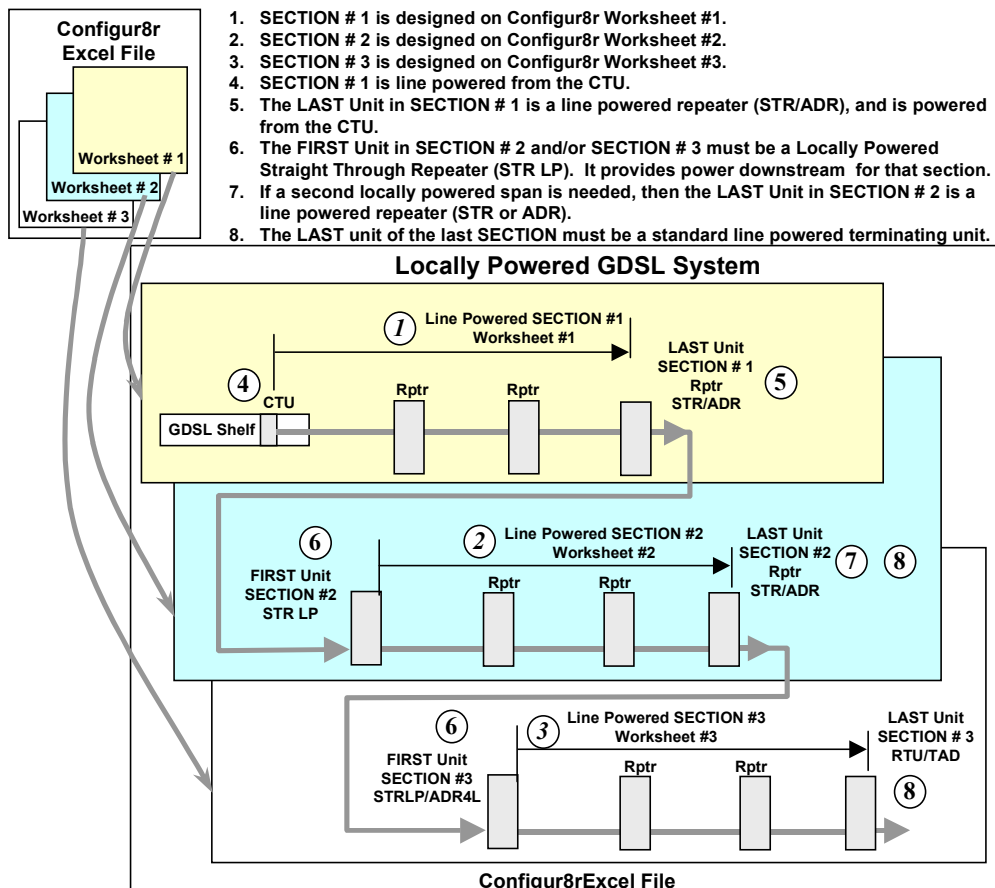 Configur8r
Excel File
Worksheet # 1
Worksheet # 2
Worksheet # 3
1. SECTION # 1 is designed on Configur8r Worksheet #1.
2. SECTION # 2 is designed on Configur8r Worksheet #2.
3. SECTION # 3 is designed on Configur8r Worksheet #3.
4. SECTION # 1 is line powered from the CTU.
5. The LAST Unit in SECTION # 1 is a line powered repeater (STR/ADR), and is powered
from the CTU.
6. The FIRST Unit in SECTION # 2 and/or SECTION # 3 must be a Locally Powered
Straight Through Repeater (STR LP). It provides power downstream for that section.
7. If a second locally powered span is needed, then the LAST Unit in SECTION # 2 is a
line powered repeater (STR or ADR).
8. The LAST unit of the last SECTION must be a standard line powered terminating unit.
Locally Powered GDSL System
1
Line Powered SECTION #1
Worksheet #1
LAST Unit
SECTION # 1
Rptr
STR/ADR
5
4
CTU
Rptr
Rptr
GDSL Shelf
6
FIRST Unit
SECTION #2
STR LP
2
Line Powered SECTION #2
Worksheet #2
Rptr
Rptr
LAST Unit
SECTION #2
Rptr
STR/ADR
7
8
6
FIRST Unit
SECTION #3
STRLP/ADR4L
3
Line Powered SECTION #3
Worksheet #3
Rptr
Rptr
LAST Unit
SECTION # 3
RTU/TAD
8
Configur8rExcel File